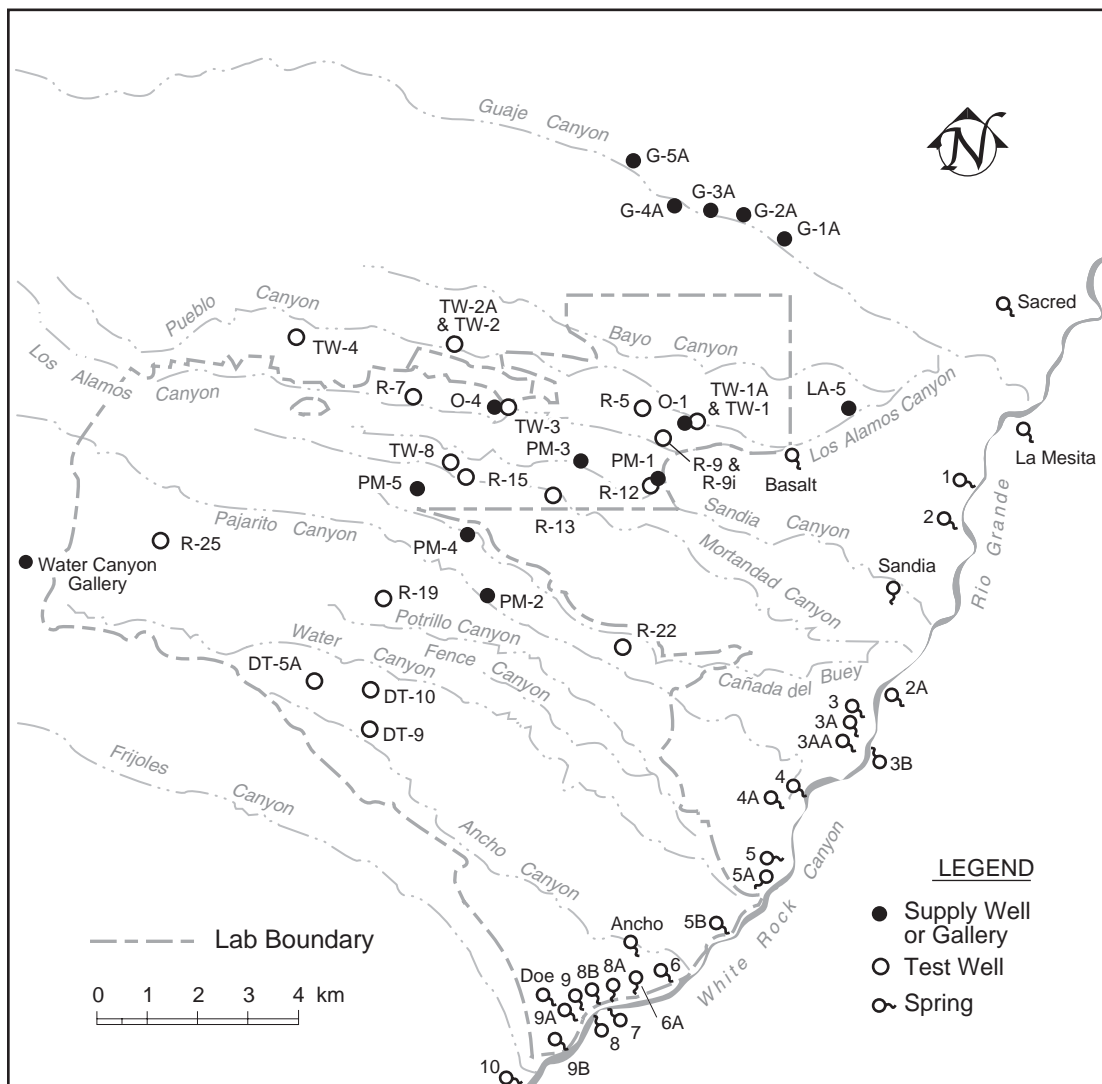 Guaje Canyon
N
G-5A
G-3A
G-4A
G-2A
G-1A
Sacred
Pueblo Canyon
TW-2A
& TW-2
Bayo Canyon
TW-4
Los Alamos Canyon
R-7
O-4
TW-3
R-5
O-1
TW-1A
& TW-1
LA-5
Los Alamos Canyon
La Mesita
TW-8
PM-3
PM-1
R-9 &
R-9i
Basalt
1
PM-5
R-15
R-12
R-13
2
Pajarito Canyon
Sandia Canyon
R-25
PM-4
Mortandad Canyon
Sandia
Rio Grande
Water Canyon
Gallery
R-19
PM-2
Potrillo Canyon
R-22
Water Canyon
Fence Canyon
Cañada del Buey
DT-5A
DT-10
DT-9
2A
3
3A
3AA
3B
Frijoles Canyon
4
4A
Ancho Canyon
5
5A
White Rock Canyon
LEGEND
Supply Well
or Gallery
Test Well
Spring
5B
Ancho
Lab Boundary
0 1 2 3 4 km
Doe
9
8B
8A
6
9A
6A
7
8
9B
10